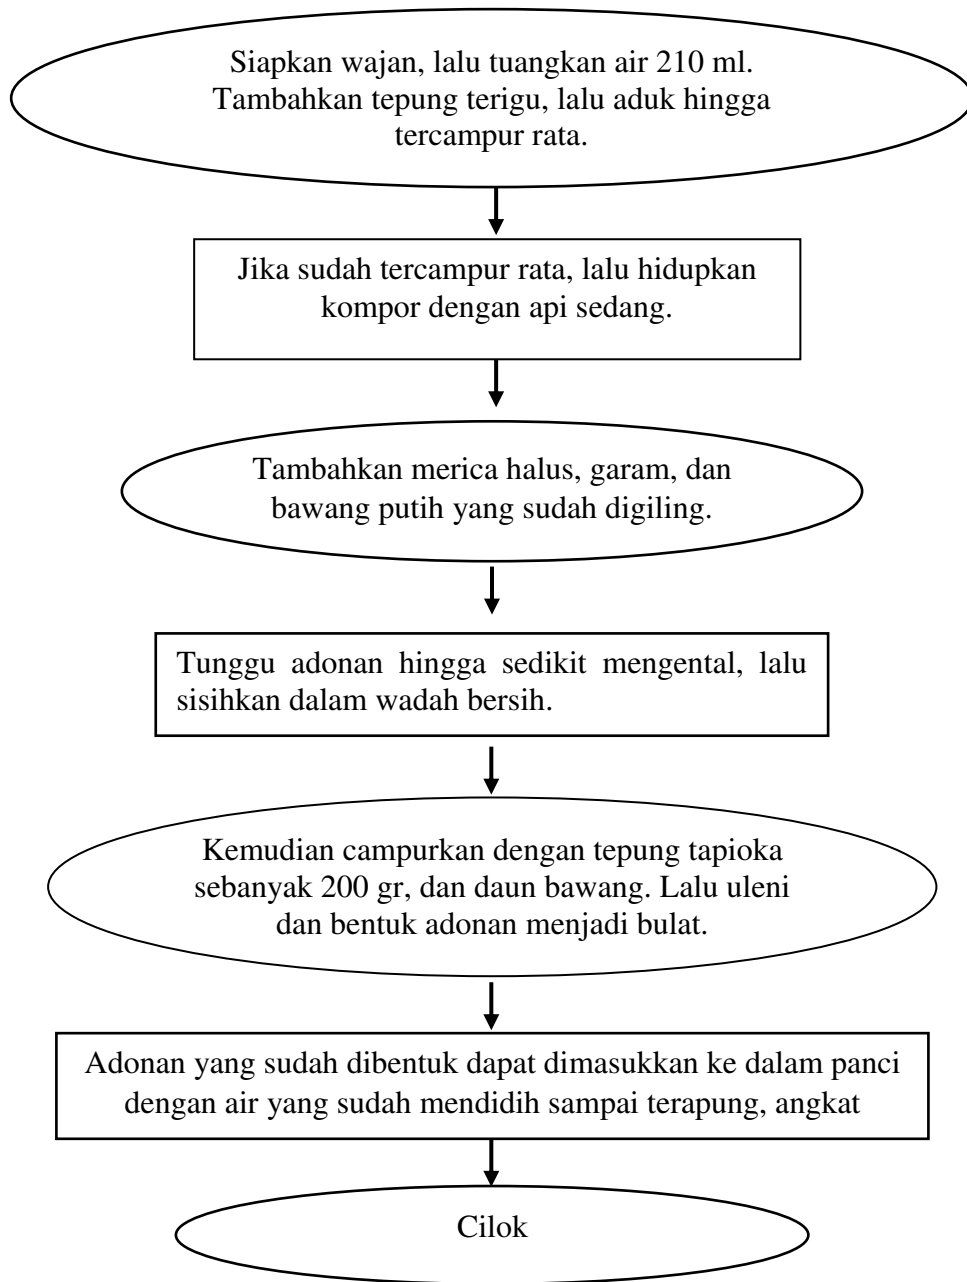 Siapkan wajan, lalu tuangkan air 210 ml.
Tambahkan tepung terigu, lalu aduk hingga
tercampur rata.
Jika sudah tercampur rata, lalu hidupkan
kompor dengan api sedang.
Tambahkan merica halus, garam, dan
bawang putih yang sudah digiling.
Tunggu adonan hingga sedikit mengental, lalu
sisihkan dalam wadah bersih.
Kemudian campurkan dengan tepung tapioka
sebanyak 200 gr, dan daun bawang. Lalu uleni
dan bentuk adonan menjadi bulat.
Adonan yang sudah dibentuk dapat dimasukkan ke dalam panci
dengan air yang sudah mendidih sampai terapung, angkat
Cilok